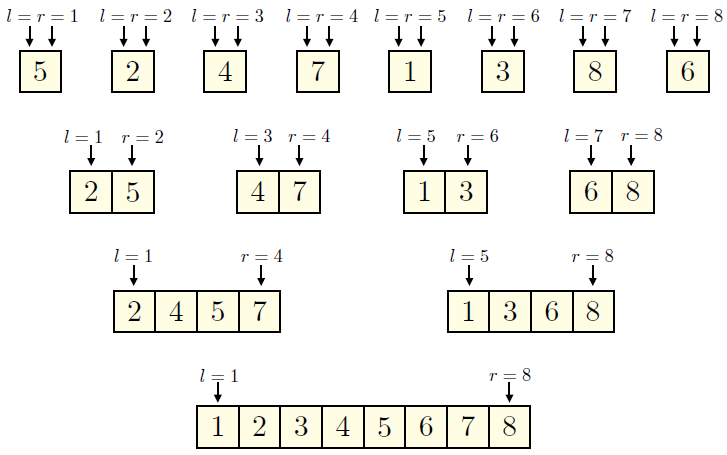 l = r = 1 l = r = 2 l = r = 3 l = r = 4 l = r = 5 l = r = 6 l = r = 7 l = r = 8
5 2 4 7 1 3 8 6
l = 1 r = 2 l = 3 r = 4 l = 5 r = 6 l = 7 r = 8
2 5 4 7 1 3 6 8
l = 1 r = 4 l = 5 r = 8
2 4 5 7 1 3 6 8
l = 1 r = 8
1 2 3 4 5 6 7 8